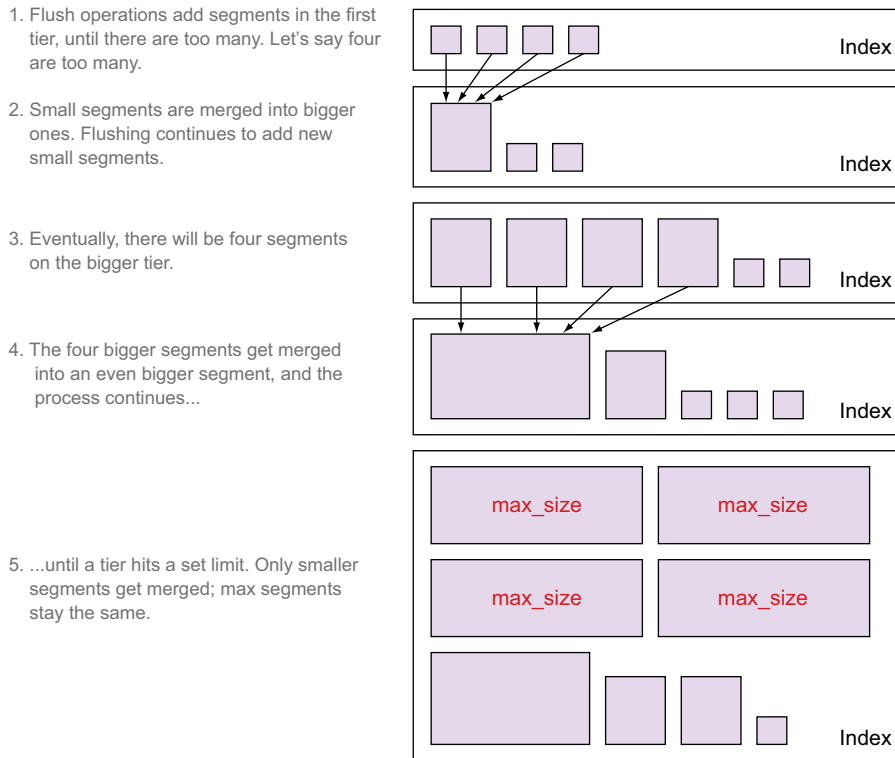 1. Flush operations add segments in the first
tier, until there are too many. Let's say four
are too many.
Index
2. Small segments are merged into bigger
ones. Flushing continues to add new
small segments.
Index
3. Eventually, there will be four segments
on the bigger tier.
Index
4. The four bigger segments get merged
into an even bigger segment, and the
process continues...
Index
max_size
max_size
5. ...until a tier hits a set limit. Only smaller
segments get merged; max segments
stay the same.
max_size
max_size
Index